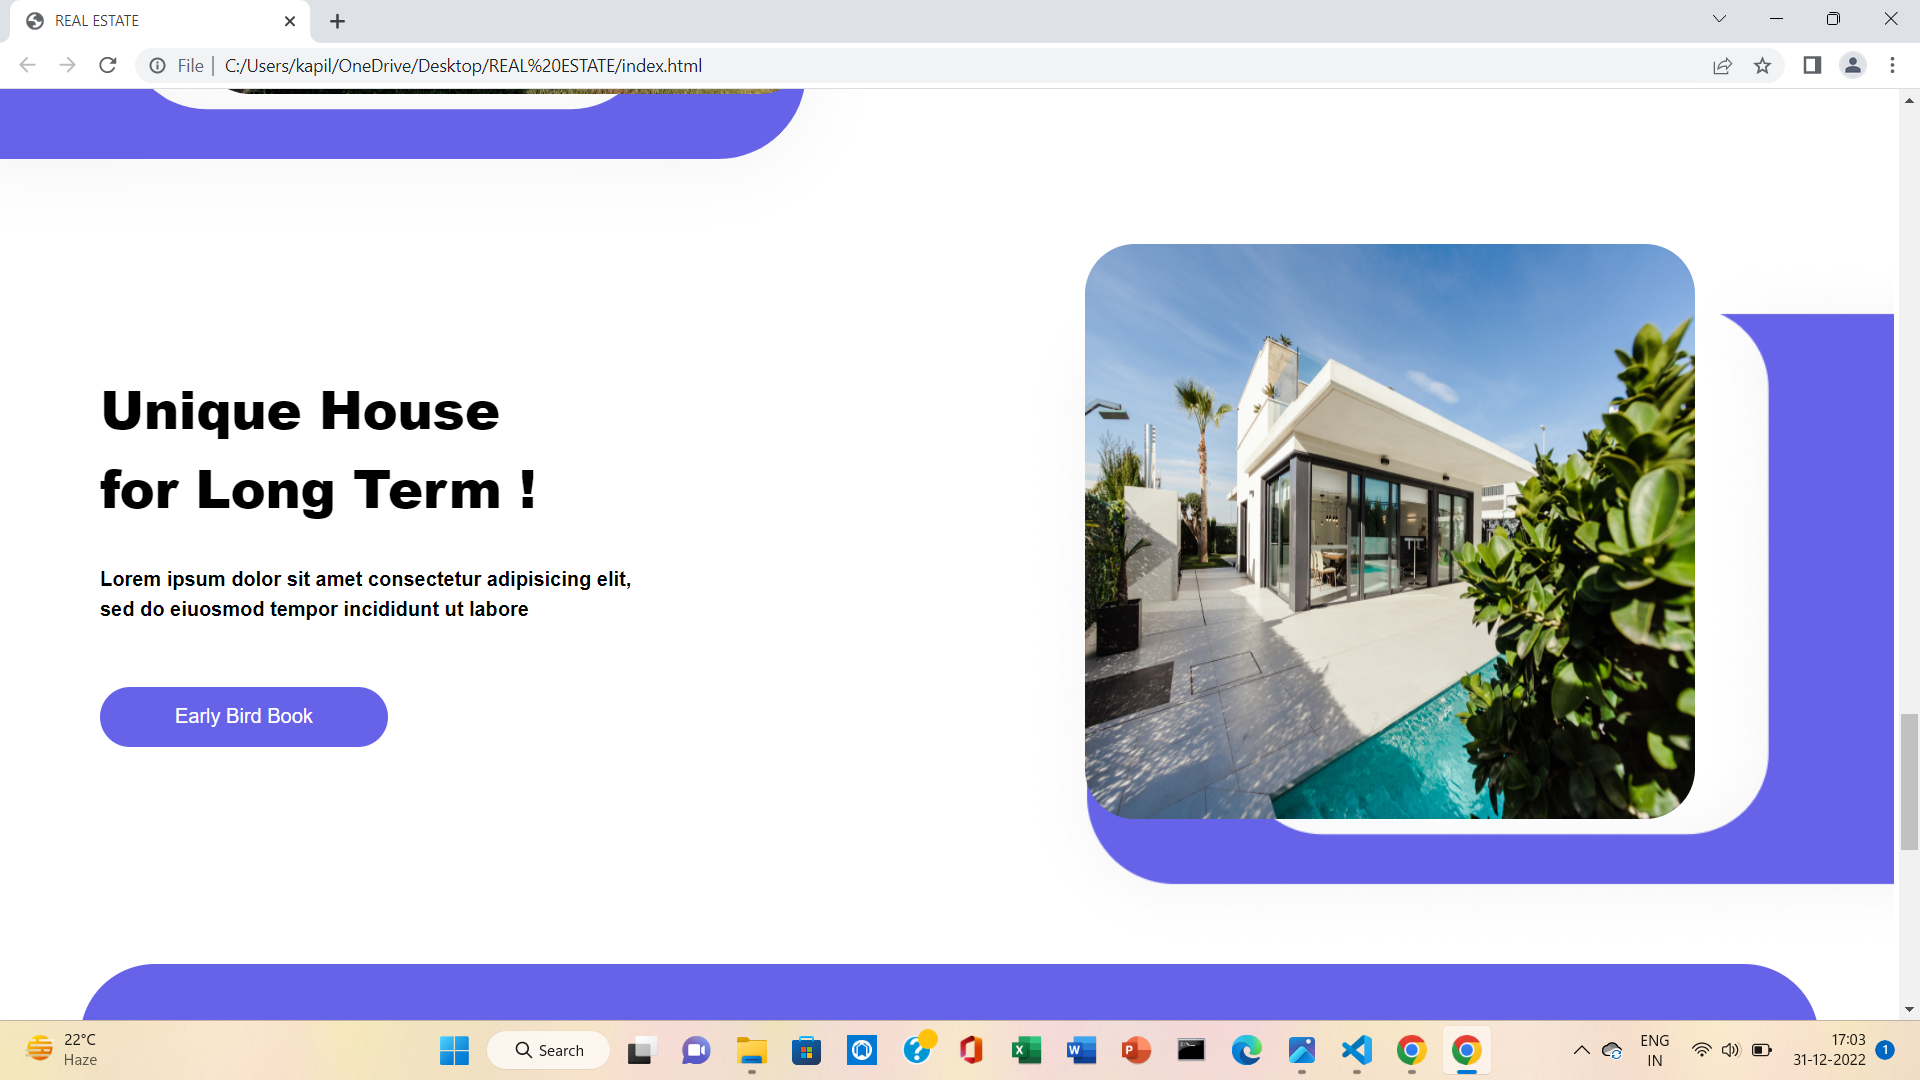 REAL ESTATE
File
C:/Users/kapil/OneDrive/Desktop/REAL%20ESTATE/index.html
Unique House
for Long Term !
Lorem ipsum dolor sit amet consectetur adipisicing elit,
sed do eiuosmod tempor incididunt ut labore
Early Bird Book
22°C
Haze
Search
ENG
IN
17:03
31-12-2022
1